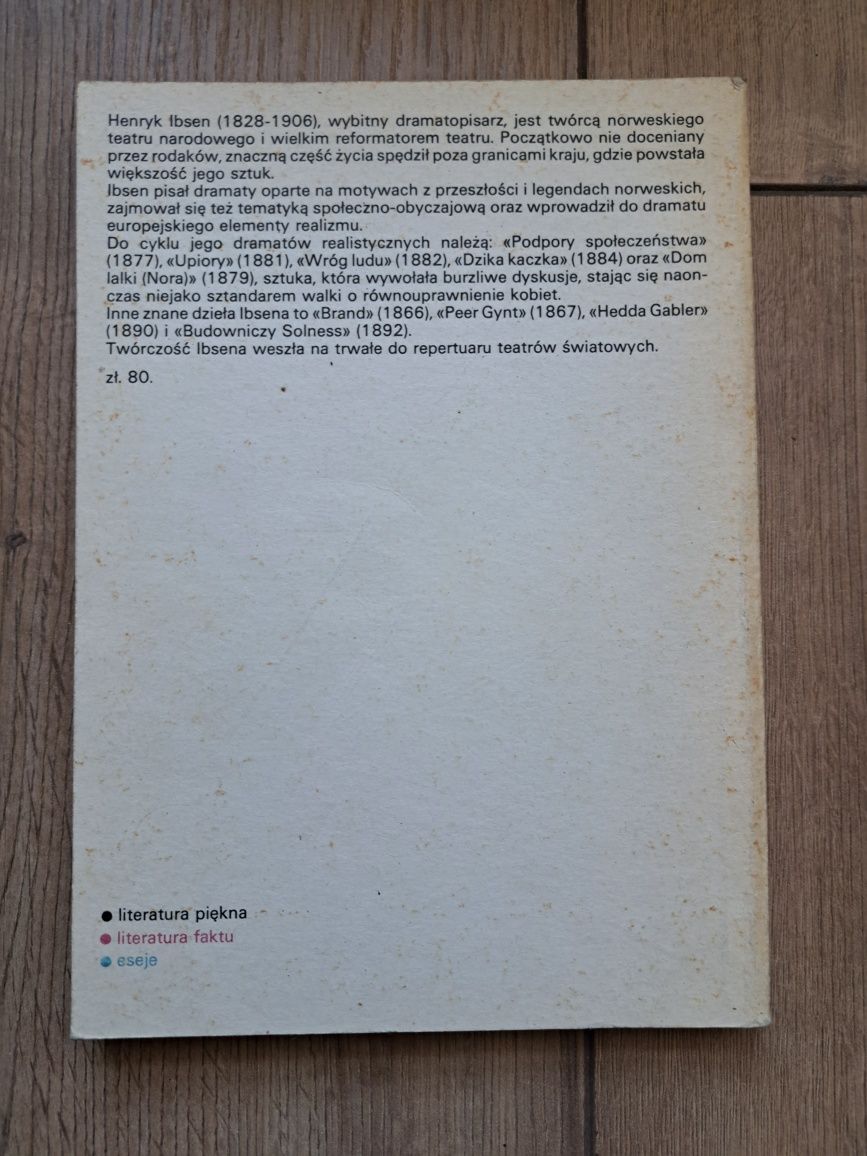 Henryk Ibsen (1828-1906), wybitny dramatopisarz, jest twórcą norweskiego
teatru narodowego i wielkim reformatorem teatru. Początkowo nie doceniany
przez rodaków, znaczną część życia spędził poza granicami kraju, gdzie powstała
większość jego sztuk.
Ibsen pisał dramaty oparte na motywach z przeszłości i legendach norweskich,
zajmował się też tematyką społeczno-obyczajową oraz wprowadził do dramatu
europejskiego elementy realizmu.
Do cyklu jego dramatów realistycznych należą: «Podpory społeczeństwa»
(1877), «Upiory» (1881), «Wróg ludu» (1882), «Dzika kaczka» (1884) oraz «Dom
lalki (Nora)» (1879), sztuka, która wywołała burzliwe dyskusje, stając się naon-
czas niejako sztandarem walki o równouprawnienie kobiet.
Inne znane dzieła Ibsena to «Brand» (1866), «Peer Gynt» (1867), «Hedda Gabler»
(1890) i «Budowniczy Solness» (1892).
Twórczość Ibsena weszła na trwałe do repertuaru teatrów światowych.
zł. 80.
● literatura piękna
● literatura faktu
● eseje